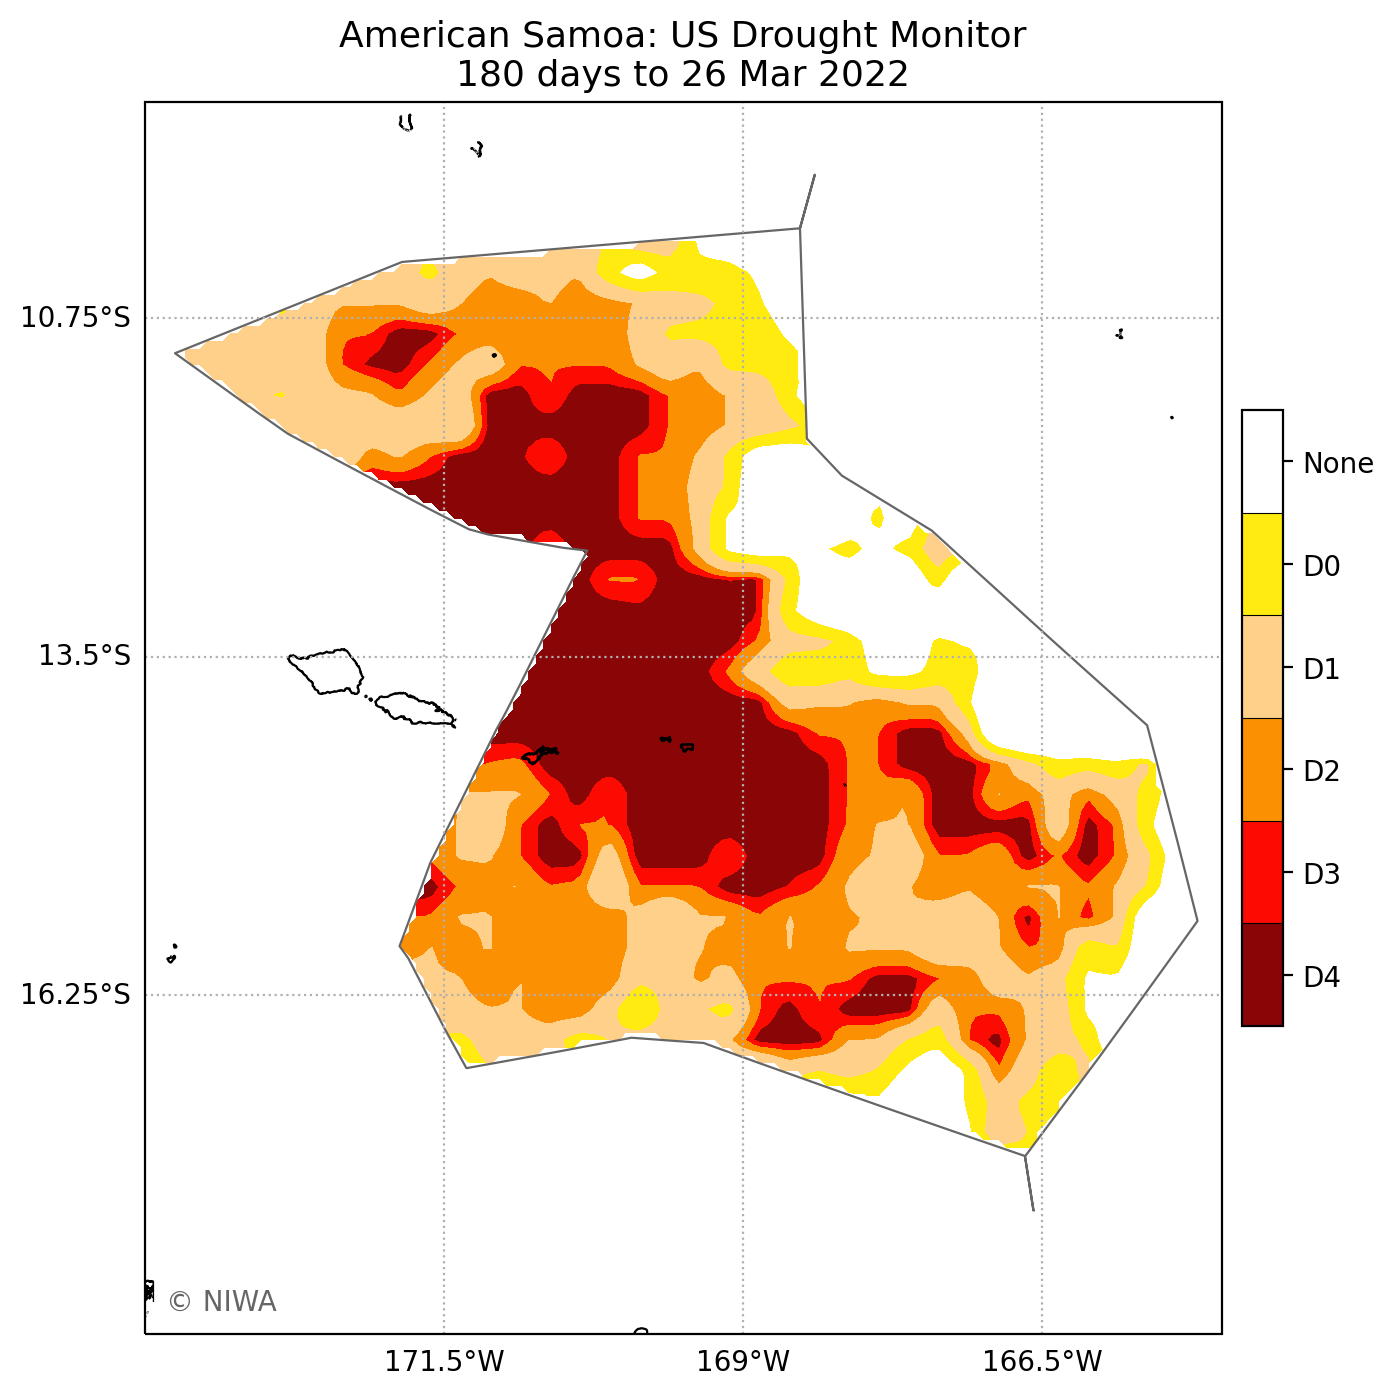 American Samoa: US Drought Monitor
180 days to 26 Mar 2022
10.75°S
13.5°S
16.25°S
171.5°W
169°W
166.5°W
None
D0
D1
D2
D3
D4
© NIWA